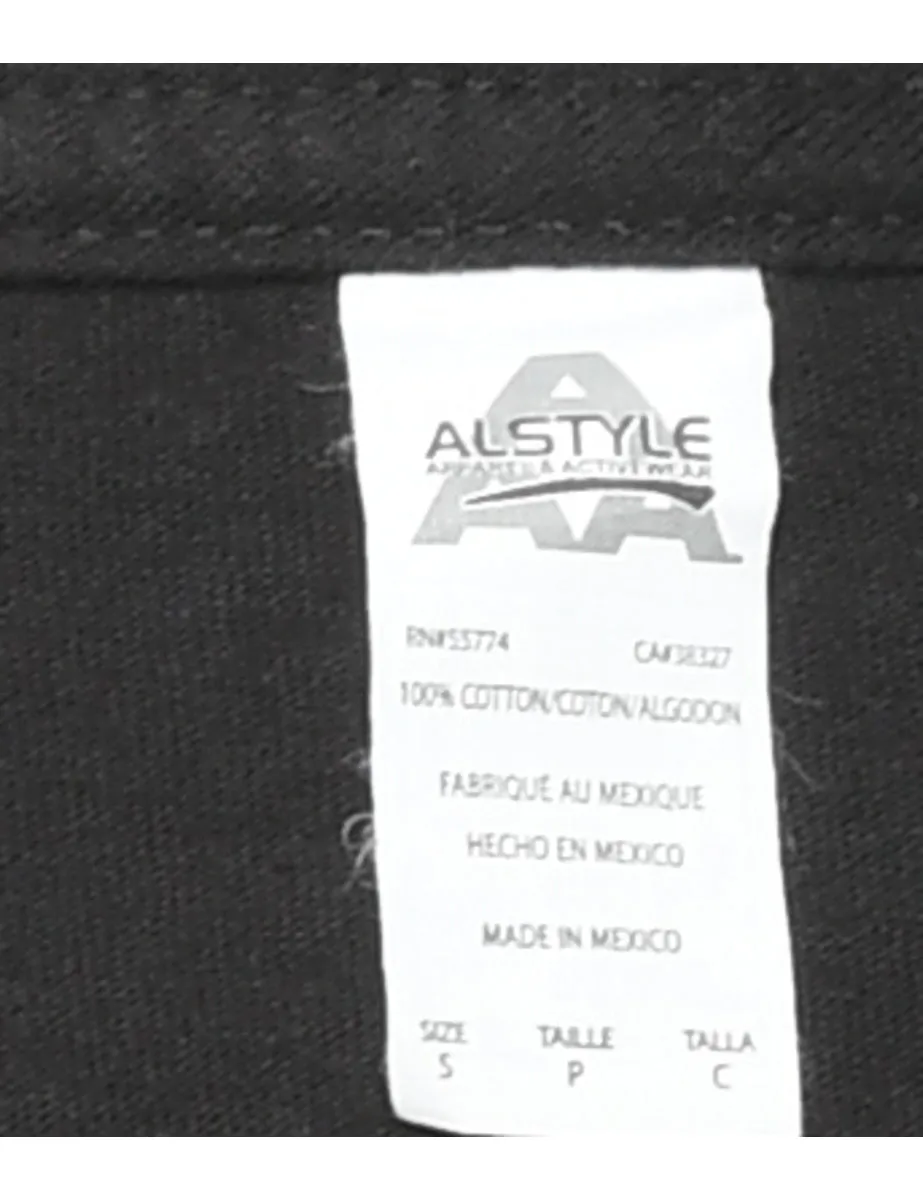 ALSTYLE
APPAREL & ACTIVEWEAR
RN#55774 CA#38327
100% COTTON/COTON/ALGODON
FABRIQUÉ AU MEXIQUE
HECHO EN MEXICO
MADE IN MEXICO
SIZE TAILLE TALLA
S P C